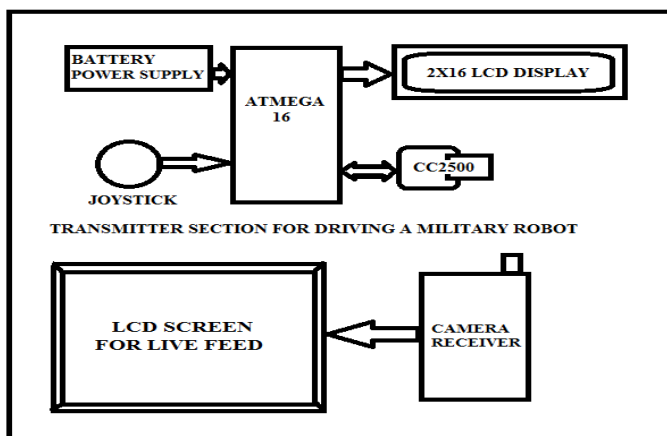 BATTERY
POWER SUPPLY
ATMEGA
16
2X16 LCD DISPLAY
JOYSTICK
CC2500
TRANSMITTER SECTION FOR DRIVING A MILITARY ROBOT
LCD SCREEN
FOR LIVE FEED
CAMERA
RECEIVER